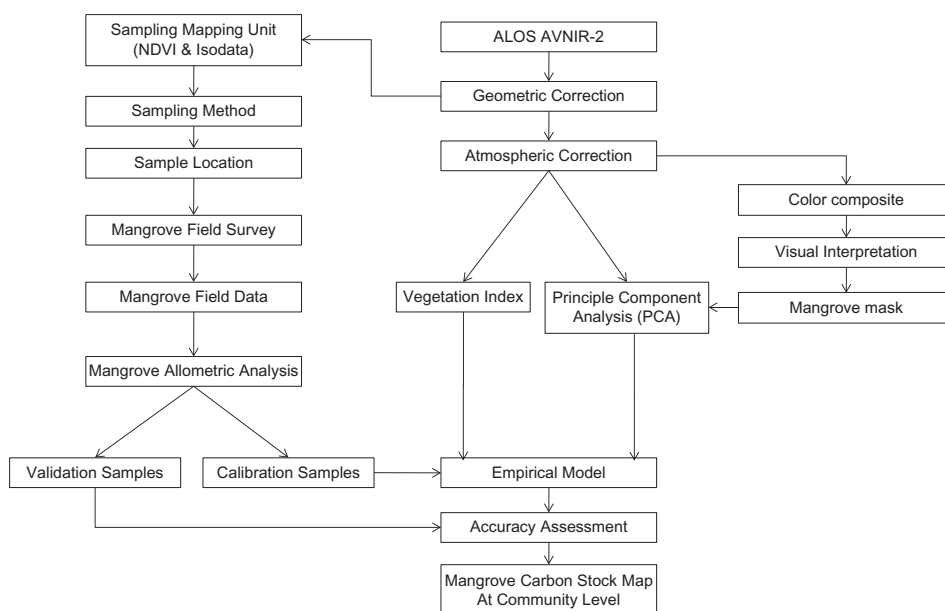 Sampling Mapping Unit
(NDVI & Isodata)
ALOS AVNIR-2
Geometric Correction
Sampling Method
Atmospheric Correction
Sample Location
Color composite
Mangrove Field Survey
Visual Interpretation
Mangrove Field Data
Vegetation Index
Principle Component
Analysis (PCA)
Mangrove mask
Mangrove Allometric Analysis
Validation Samples
Calibration Samples
Empirical Model
Accuracy Assessment
Mangrove Carbon Stock Map
At Community Level